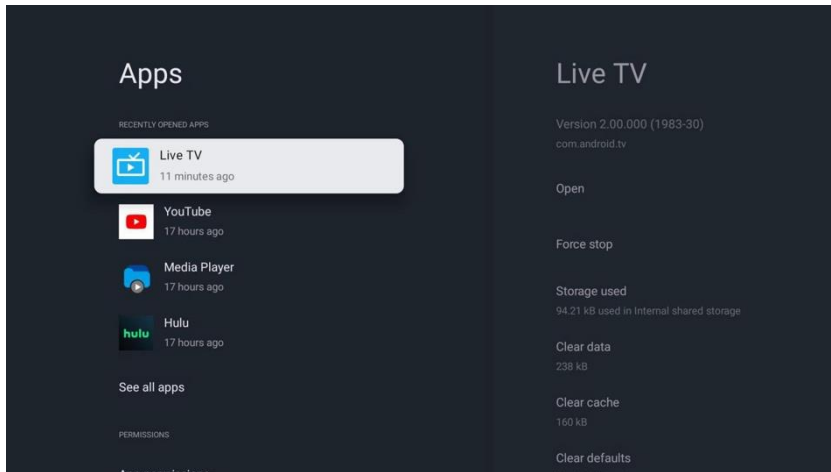 Apps
RECENTLY OPENED APPS
Live TV
11 minutes ago
YouTube
17 hours ago
Media Player
17 hours ago
hulu
Hulu
17 hours ago
See all apps
PERMISSIONS
Live TV
Version 2.00.000 (1983-30)
com.android.tv
Open
Force stop
Storage used
94.21 kB used in Internal shared storage
Clear data
238 kB
Clear cache
160 kB
Clear defaults